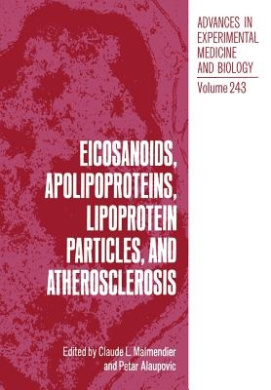 ADVANCES IN
EXPERIMENTAL
MEDICINE
AND BIOLOGY
Volume 243
EICOSANOIDS,
APOLIPOPROTEINS,
LIPOPROTEIN
PARTICLES, AND
ATHEROSCLEROSIS
Edited by Claude L. Malmendier
and Petar Alaupovic